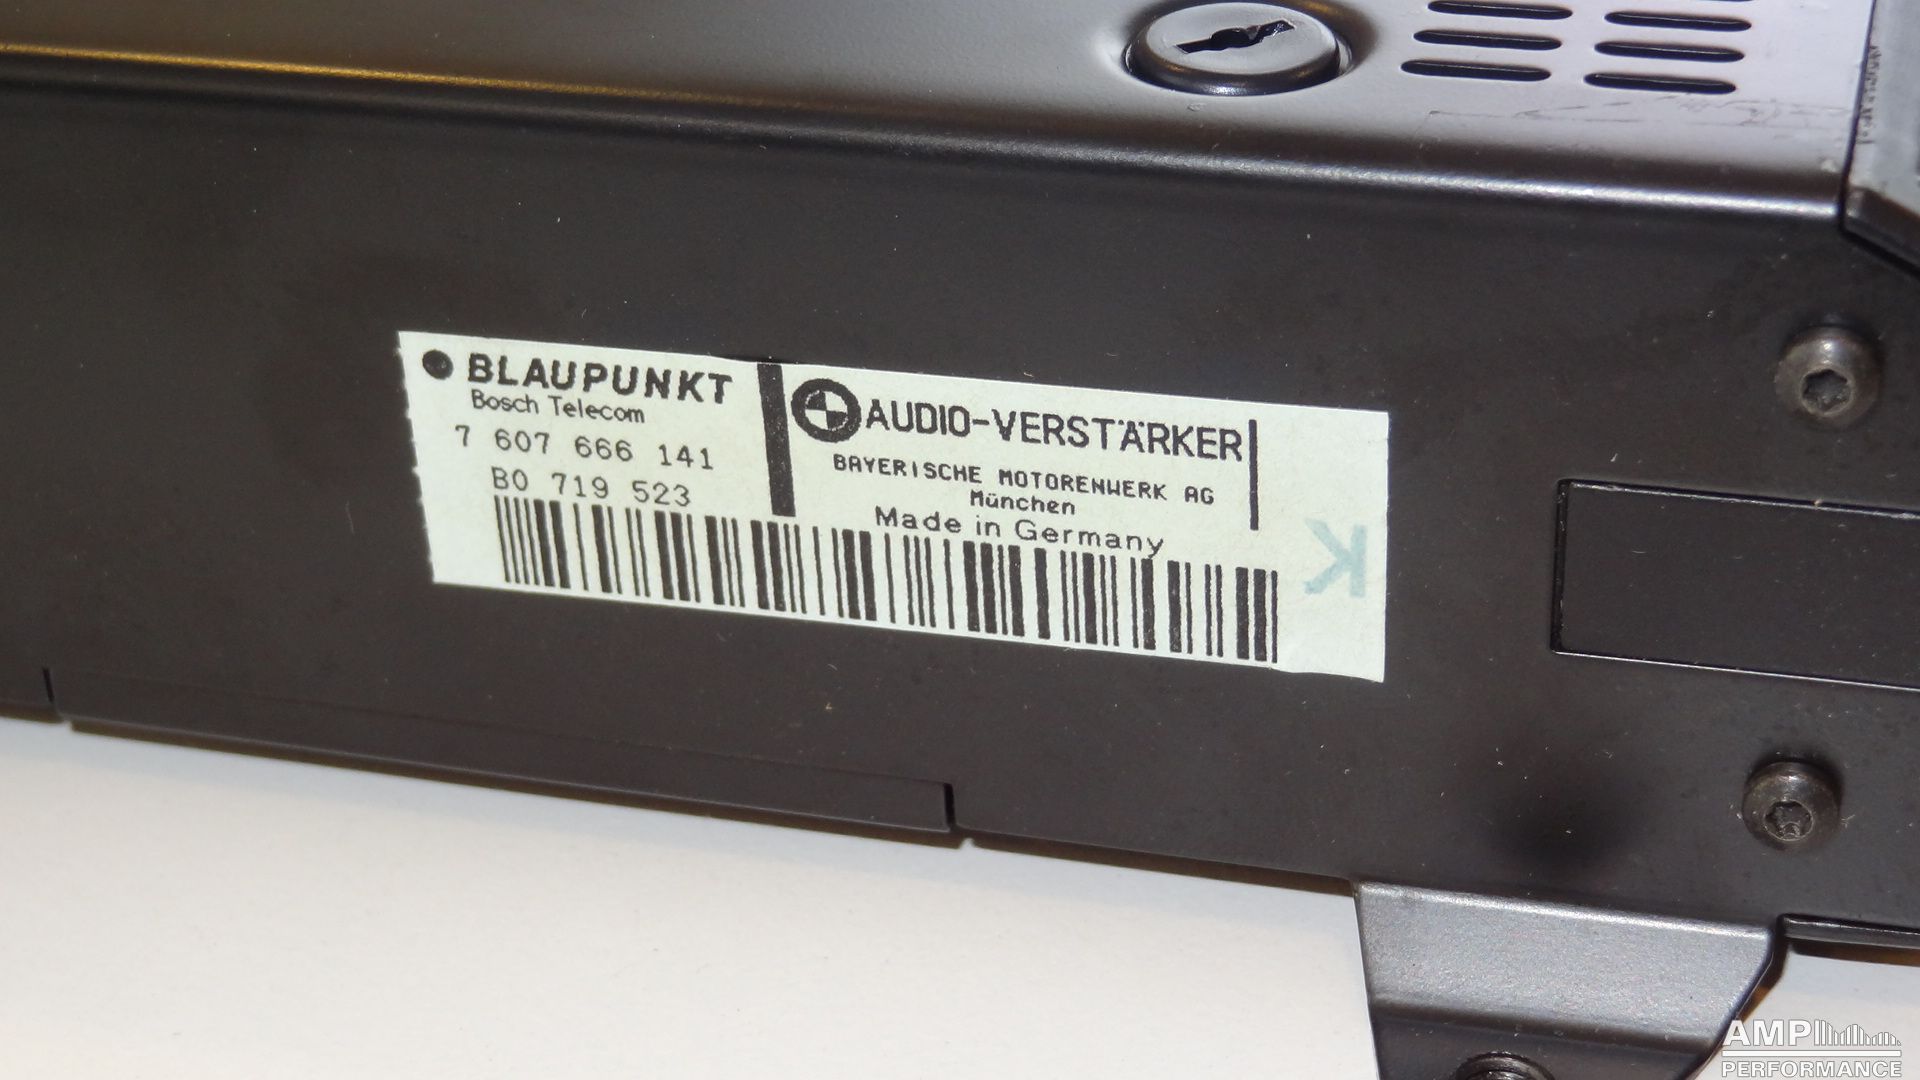 BLAUPUNKT
Bosch Telecom
7 607 666 141
BO 719 523
AUDIO-VERSTÄRKER
BAYERISCHE MOTORENWERK AG
München
Made in Germany
K
AMP
PERFORMANCE